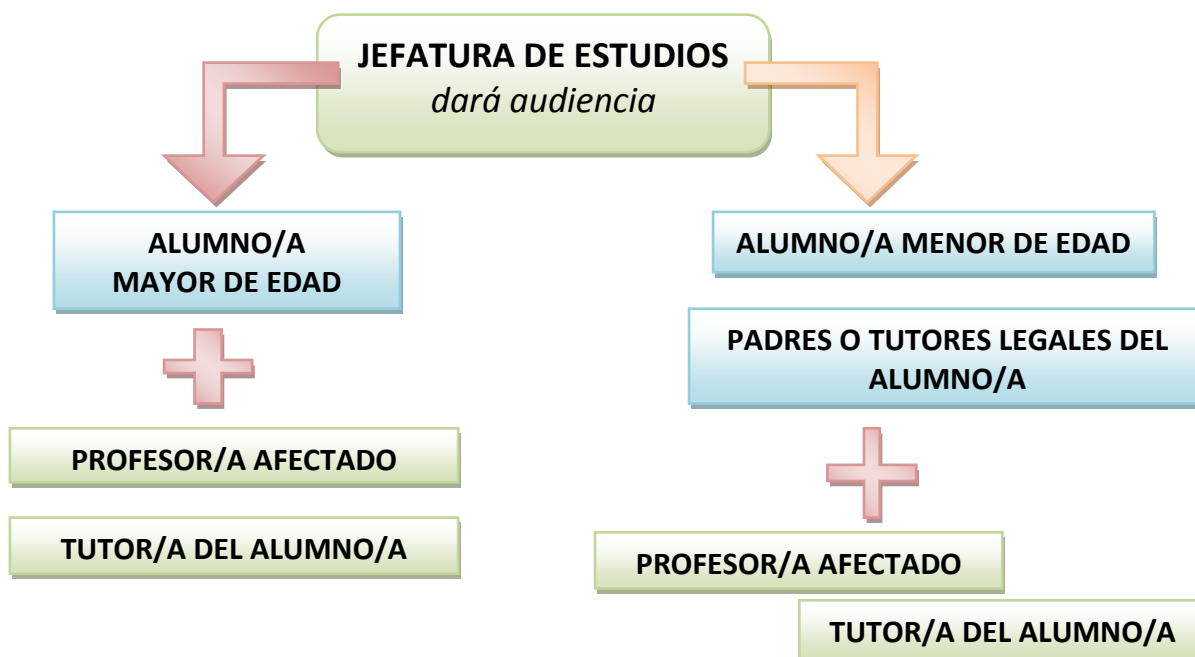 JEFATURA DE ESTUDIOS
dará audiencia
ALUMNO/A
MAYOR DE EDAD
PROFESOR/A AFECTADO
TUTOR/A DEL ALUMNO/A
ALUMNO/A MENOR DE EDAD
PADRES O TUTORES LEGALES DEL
ALUMNO/A
PROFESOR/A AFECTADO
TUTOR/A DEL ALUMNO/A